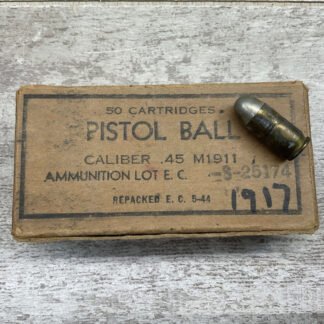 50 CARTRIDGES
PISTOL BALL
CALIBER .45 M1911
AMMUNITION LOT E. C. -S-25174
REPACKED E. C. 5-44
1917